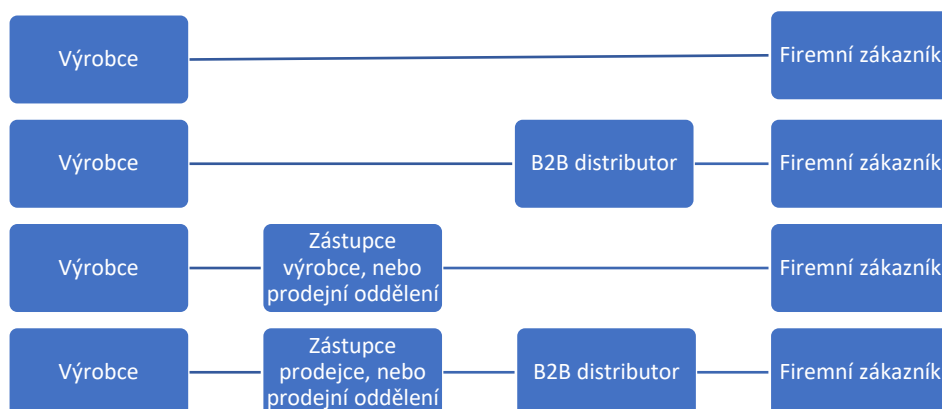 Výrobce
Firemní zákazník
Výrobce
B2B distributor
Firemní zákazník
Výrobce
Zástupce
výrobce, nebo
prodejní oddělení
Firemní zákazník
Výrobce
Zástupce
prodejce, nebo
prodejní oddělení
B2B distributor
Firemní zákazník